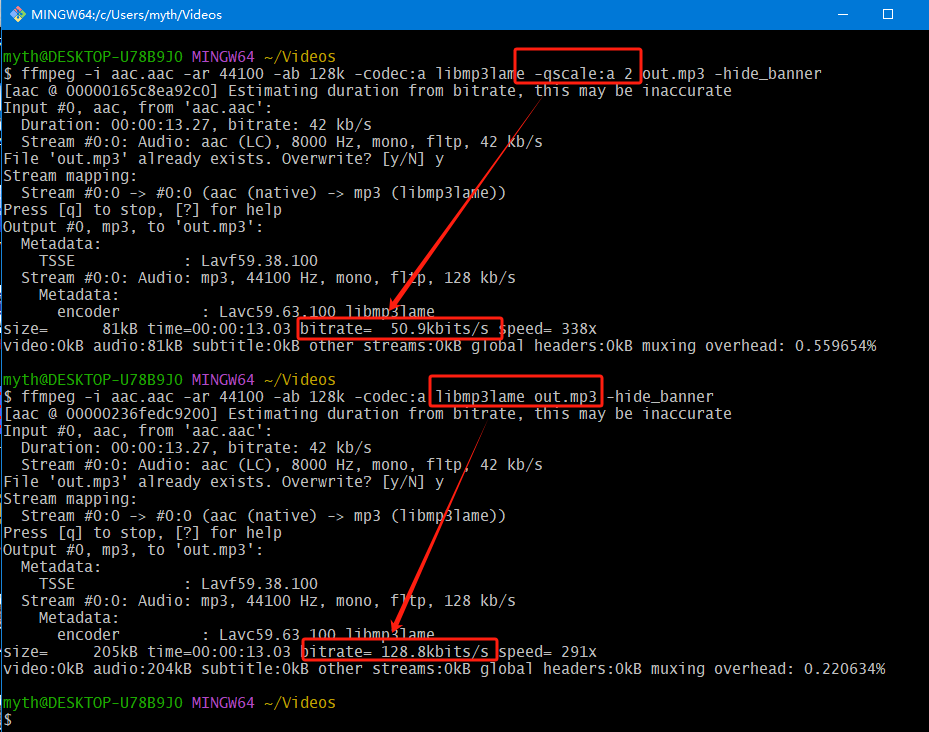 MINGW64:/c/Users/myth/Videos
myth@DESKTOP-U78B9JO MINGW64 ~/Videos
$ ffmpeg -i aac.aac -ar 44100 -ab 128k -codec:a libmp3lame -qscale:a 2 out.mp3 -hide_banner
[aac @ 00000165c8ea92c0] Estimating duration from bitrate, this may be inaccurate
Input #0, aac, from 'aac.aac':
  Duration: 00:00:13.27, bitrate: 42 kb/s
  Stream #0:0: Audio: aac (LC), 8000 Hz, mono, fltp, 42 kb/s
File 'out.mp3' already exists. Overwrite? [y/N] y
Stream mapping:
  Stream #0:0 -> #0:0 (aac (native) -> mp3 (libmp3lame))
Press [q] to stop, [?] for help
Output #0, mp3, to 'out.mp3':
  Metadata:
    TSSE            : Lavf59.38.100
  Stream #0:0: Audio: mp3, 44100 Hz, mono, fltp, 128 kb/s
    Metadata:
      encoder         : Lavc59.63.100 libmp3lame
size=      81kB time=00:00:13.03 bitrate=  50.9kbits/s speed= 338x
video:0kB audio:81kB subtitle:0kB other streams:0kB global headers:0kB muxing overhead: 0.559654%
myth@DESKTOP-U78B9JO MINGW64 ~/Videos
$ ffmpeg -i aac.aac -ar 44100 -ab 128k -codec:a libmp3lame out.mp3 -hide_banner
[aac @ 00000236fedc9200] Estimating duration from bitrate, this may be inaccurate
Input #0, aac, from 'aac.aac':
  Duration: 00:00:13.27, bitrate: 42 kb/s
  Stream #0:0: Audio: aac (LC), 8000 Hz, mono, fltp, 42 kb/s
File 'out.mp3' already exists. Overwrite? [y/N] y
Stream mapping:
  Stream #0:0 -> #0:0 (aac (native) -> mp3 (libmp3lame))
Press [q] to stop, [?] for help
Output #0, mp3, to 'out.mp3':
  Metadata:
    TSSE            : Lavf59.38.100
  Stream #0:0: Audio: mp3, 44100 Hz, mono, fltp, 128 kb/s
    Metadata:
      encoder         : Lavc59.63.100 libmp3lame
size=     205kB time=00:00:13.03 bitrate= 128.8kbits/s speed= 291x
video:0kB audio:204kB subtitle:0kB other streams:0kB global headers:0kB muxing overhead: 0.220634%
myth@DESKTOP-U78B9JO MINGW64 ~/Videos
$